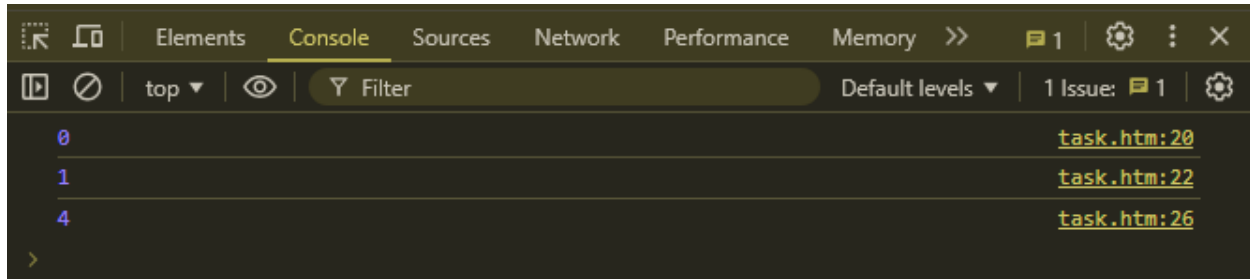 Elements Console Sources Network Performance Memory 1
top Filter Default levels 1 Issue: 1
0 task.htm:20
1 task.htm:22
4 task.htm:26